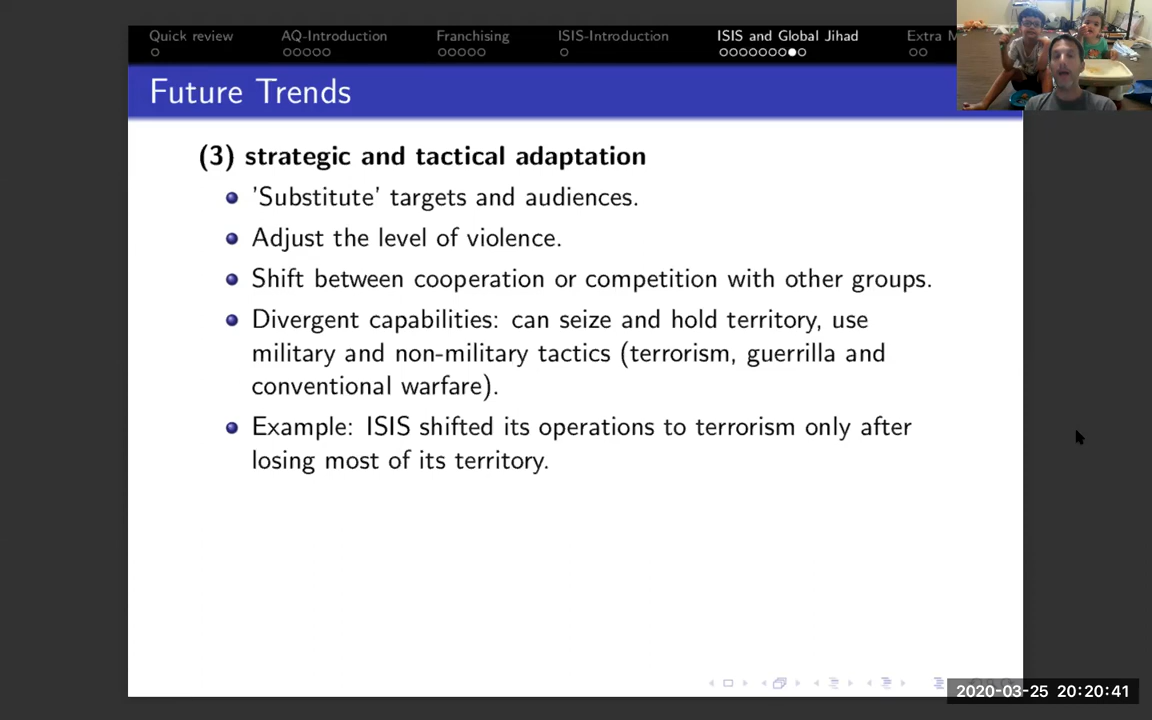 Quick review AQ-Introduction Franchising ISIS-Introduction ISIS and Global Jihad Extra
Future Trends
(3) strategic and tactical adaptation
'Substitute' targets and audiences.
Adjust the level of violence.
Shift between cooperation or competition with other groups.
Divergent capabilities: can seize and hold territory, use
military and non-military tactics (terrorism, guerrilla and
conventional warfare).
Example: ISIS shifted its operations to terrorism only after
losing most of its territory.
2020-03-25 20:20:41